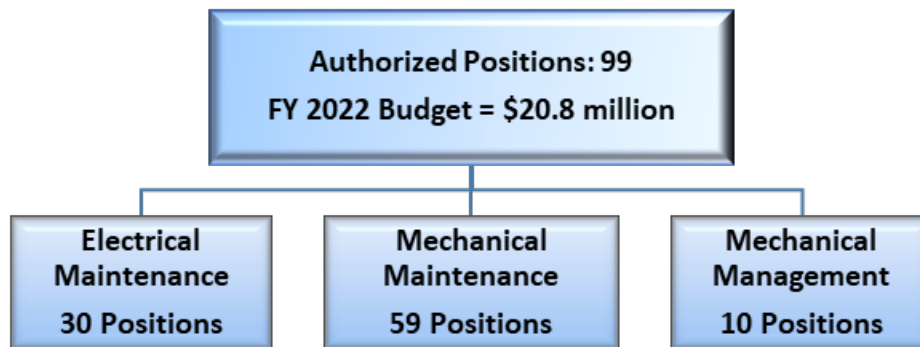 Authorized Positions: 99
FY 2022 Budget = $20.8 million
Electrical
Maintenance
30 Positions
Mechanical
Maintenance
59 Positions
Mechanical
Management
10 Positions